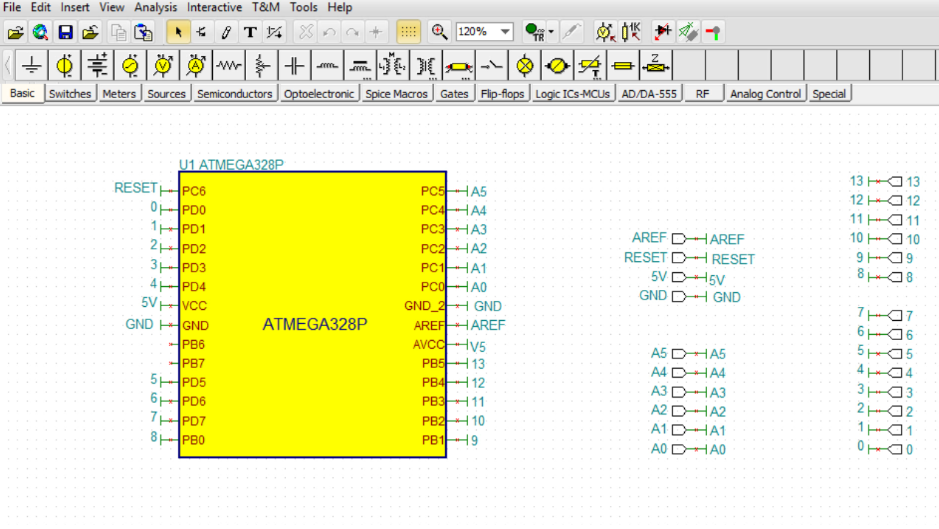 File Edit Insert View Analysis Interactive T&M Tools Help
120% TR 1K
Z
Basic Switches Meters Sources Semiconductors Optoelectronic Spice Macros Gates Flip-flops Logic ICs-MCUs AD/DA-555 RF Analog Control Special
U1 ATMEGA328P
RESET PC6 PC5 A5
0 PD0 PC4 A4
1 PD1 PC3 A3
2 PD2 PC2 A2
3 PD3 PC1 A1
4 PD4 PC0 A0
5V VCC GND_2 GND
GND GND ATMEGA328P AREF AREF
PB6 AVCC V5
PB7 PB5 13
5 PD5 PB4 12
6 PD6 PB3 11
7 PD7 PB2 10
8 PB0 PB1 9
AREF AREF
RESET RESET
5V 5V
GND GND
A5 A5
A4 A4
A3 A3
A2 A2
A1 A1
A0 A0
13 13
12 12
11 11
10 10
9 9
8 8
7 7
6 6
5 5
4 4
3 3
2 2
1 1
0 0